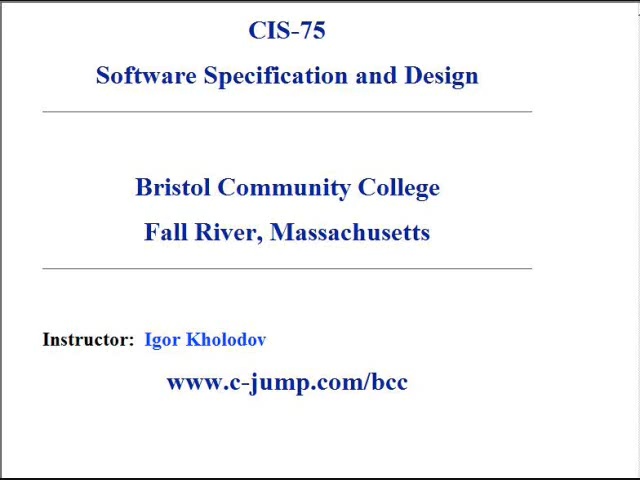 CIS-75
Software Specification and Design
Bristol Community College
Fall River, Massachusetts
Instructor: Igor Kholodov
www.c-jump.com/bcc